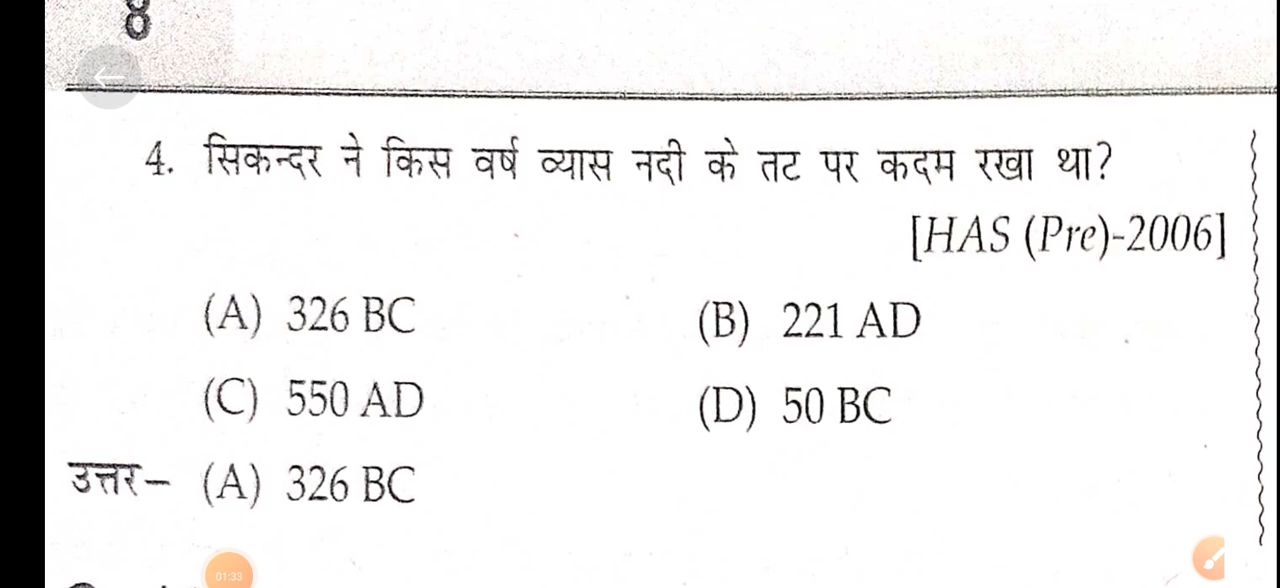 8
4. सिकन्दर ने किस वर्ष व्यास नदी के तट पर कदम रखा था?
[HAS (Pre)-2006]
(A) 326 BC (B) 221 AD
(C) 550 AD (D) 50 BC
उत्तर– (A) 326 BC
01:33